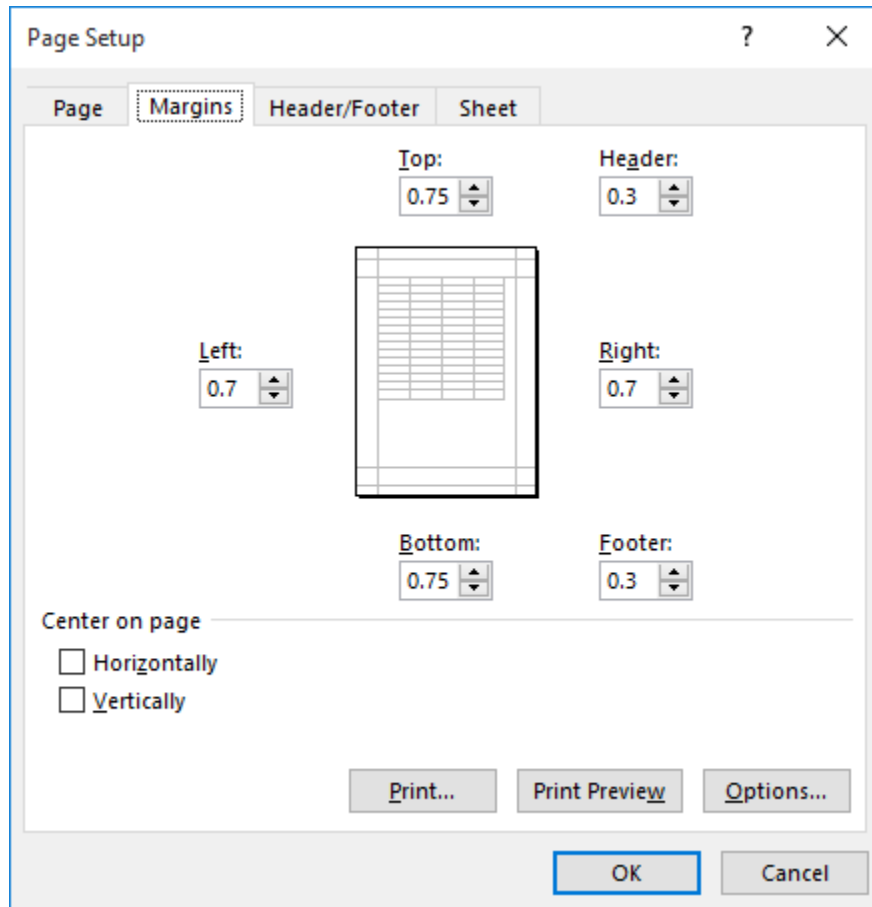 Page Setup ?
Page Margins Header/Footer Sheet
Top: Header:
0.75 0.3
Left: Right:
0.7 0.7
Bottom: Footer:
0.75 0.3
Center on page
Horizontally
Vertically
Print... Print Preview Options...
OK Cancel